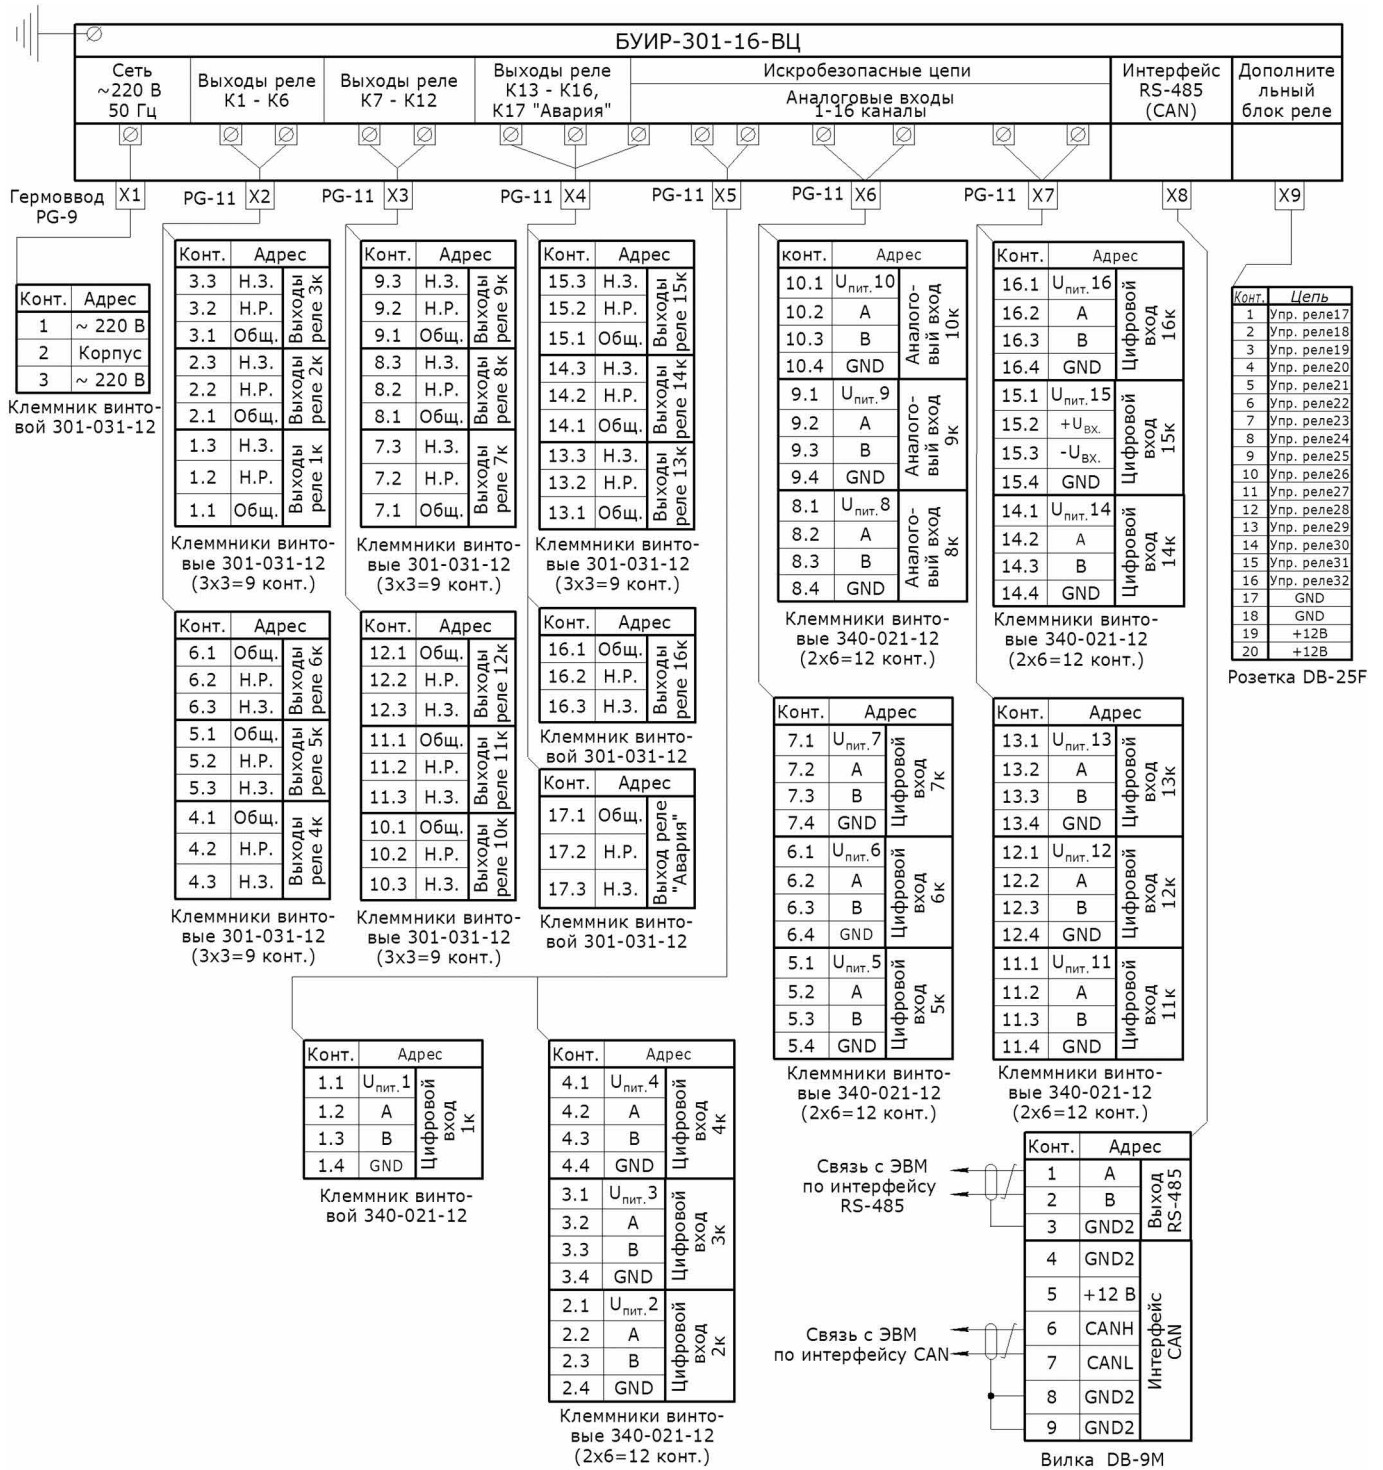 БУИР-301-16-ВЦ
Сеть
~220 В
50 Гц
Выходы реле
К1 - К6
Выходы реле
К7 - К12
Выходы реле
К13 - К16,
К17 "Авария"
Искробезопасные цепи
Аналоговые входы
1-16 каналы
Интерфейс
RS-485
(CAN)
Дополните
льный
блок реле
Гермоввод
PG-9
X1
PG-11 X2
PG-11 X3
PG-11 X4
PG-11 X5
PG-11 X6
PG-11 X7
X8
X9
Конт. Адрес
1 ~ 220 В
2 Корпус
3 ~ 220 В
Клеммник винто-
вой 301-031-12
Конт. Адрес
3.3 Н.З.
3.2 Н.Р.
3.1 Общ.
Выходы
реле 3к
2.3 Н.З.
2.2 Н.Р.
2.1 Общ.
Выходы
реле 2к
1.3 Н.З.
1.2 Н.Р.
1.1 Общ.
Выходы
реле 1к
Клеммники винто-
вые 301-031-12
(3х3=9 конт.)
Конт. Адрес
6.1 Общ.
6.2 Н.Р.
6.3 Н.З.
Выходы
реле 6к
5.1 Общ.
5.2 Н.Р.
5.3 Н.З.
Выходы
реле 5к
4.1 Общ.
4.2 Н.Р.
4.3 Н.З.
Выходы
реле 4к
Клеммники винто-
вые 301-031-12
(3х3=9 конт.)
Конт. Адрес
9.3 Н.З.
9.2 Н.Р.
9.1 Общ.
Выходы
реле 9к
8.3 Н.З.
8.2 Н.Р.
8.1 Общ.
Выходы
реле 8к
7.3 Н.З.
7.2 Н.Р.
7.1 Общ.
Выходы
реле 7к
Клеммники винто-
вые 301-031-12
(3х3=9 конт.)
Конт. Адрес
12.1 Общ.
12.2 Н.Р.
12.3 Н.З.
Выходы
реле 12к
11.1 Общ.
11.2 Н.Р.
11.3 Н.З.
Выходы
реле 11к
10.1 Общ.
10.2 Н.Р.
10.3 Н.З.
Выходы
реле 10к
Клеммники винто-
вые 301-031-12
(3х3=9 конт.)
Конт. Адрес
15.3 Н.З.
15.2 Н.Р.
15.1 Общ.
Выходы
реле 15к
14.3 Н.З.
14.2 Н.Р.
14.1 Общ.
Выходы
реле 14к
13.3 Н.З.
13.2 Н.Р.
13.1 Общ.
Выходы
реле 13к
Клеммники винто-
вые 301-031-12
(3х3=9 конт.)
Конт. Адрес
16.1 Общ.
16.2 Н.Р.
16.3 Н.З.
Выходы
реле 16к
Клеммник винто-
вой 301-031-12
Конт. Адрес
17.1 Общ.
17.2 Н.Р.
17.3 Н.З.
Выход реле
"Авария"
Клеммник винто-
вой 301-031-12
конт. Адрес
10.1 Uпит.10
10.2 А
10.3 В
10.4 GND
Аналого-
вый вход
10к
9.1 Uпит.9
9.2 А
9.3 В
9.4 GND
Аналого-
вый вход
9к
8.1 Uпит.8
8.2 А
8.3 В
8.4 GND
Аналого-
вый вход
8к
Клеммники винто-
вые 340-021-12
(2х6=12 конт.)
Конт. Адрес
7.1 Uпит.7
7.2 А
7.3 В
7.4 GND
Цифровой
вход
7к
6.1 Uпит.6
6.2 А
6.3 В
6.4 GND
Цифровой
вход
6к
5.1 Uпит.5
5.2 А
5.3 В
5.4 GND
Цифровой
вход
5к
Клеммники винто-
вые 340-021-12
(2х6=12 конт.)
Конт. Адрес
16.1 Uпит.16
16.2 А
16.3 В
16.4 GND
Цифровой
вход
16к
15.1 Uпит.15
15.2 +Uвх.
15.3 -Uвх.
15.4 GND
Цифровой
вход
15к
14.1 Uпит.14
14.2 А
14.3 В
14.4 GND
Цифровой
вход
14к
Клеммники винто-
вые 340-021-12
(2х6=12 конт.)
Конт. Адрес
13.1 Uпит.13
13.2 А
13.3 В
13.4 GND
Цифровой
вход
13к
12.1 Uпит.12
12.2 А
12.3 В
12.4 GND
Цифровой
вход
12к
11.1 Uпит.11
11.2 А
11.3 В
11.4 GND
Цифровой
вход
11к
Клеммники винто-
вые 340-021-12
(2х6=12 конт.)
Конт. Цепь
1 Упр. реле17
2 Упр. реле18
3 Упр. реле19
4 Упр. реле20
5 Упр. реле21
6 Упр. реле22
7 Упр. реле23
8 Упр. реле24
9 Упр. реле25
10 Упр. реле26
11 Упр. реле27
12 Упр. реле28
13 Упр. реле29
14 Упр. реле30
15 Упр. реле31
16 Упр. реле32
17 GND
18 GND
19 +12В
20 +12В
Розетка DB-25F
Конт. Адрес
1.1 Uпит.1
1.2 А
1.3 В
1.4 GND
Цифровой
вход
1к
Клеммник винто-
вой 340-021-12
Конт. Адрес
4.1 Uпит.4
4.2 А
4.3 В
4.4 GND
Цифровой
вход
4к
3.1 Uпит.3
3.2 А
3.3 В
3.4 GND
Цифровой
вход
3к
2.1 Uпит.2
2.2 А
2.3 В
2.4 GND
Цифровой
вход
2к
Клеммники винто-
вые 340-021-12
(2х6=12 конт.)
Связь с ЭВМ
по интерфейсу
RS-485
Связь с ЭВМ
по интерфейсу CAN
Конт. Адрес
1 А
2 В
3 GND2
Выход
RS-485
4 GND2
5 +12 В
6 CANH
7 CANL
8 GND2
9 GND2
Интерфейс
CAN
Вилка DB-9M